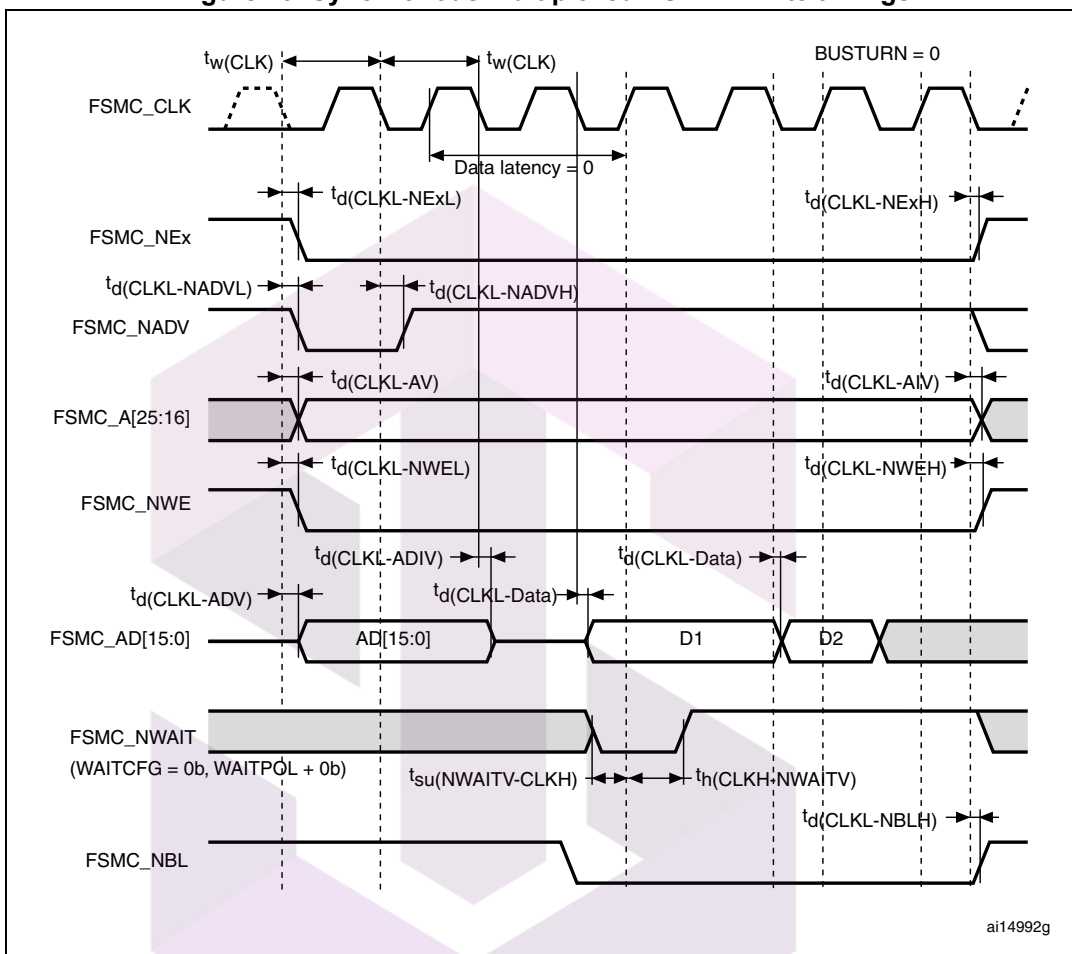 tw(CLK)
tw(CLK)
BUSTURN = 0
FSMC_CLK
Data latency = 0
td(CLKL-NExL)
td(CLKL-NExH)
FSMC_NEx
td(CLKL-NADVL)
td(CLKL-NADVH)
FSMC_NADV
td(CLKL-AV)
td(CLKL-AIV)
FSMC_A[25:16]
td(CLKL-NWEL)
td(CLKL-NWEH)
FSMC_NWE
td(CLKL-ADIV)
td(CLKL-Data)
td(CLKL-ADV)
td(CLKL-Data)
FSMC_AD[15:0]
AD[15:0]
D1
D2
FSMC_NWAIT
(WAITCFG = 0b, WAITPOL + 0b)
tsu(NWAITV-CLKH)
th(CLKH-NWAITV)
td(CLKL-NBLH)
FSMC_NBL
ai14992g